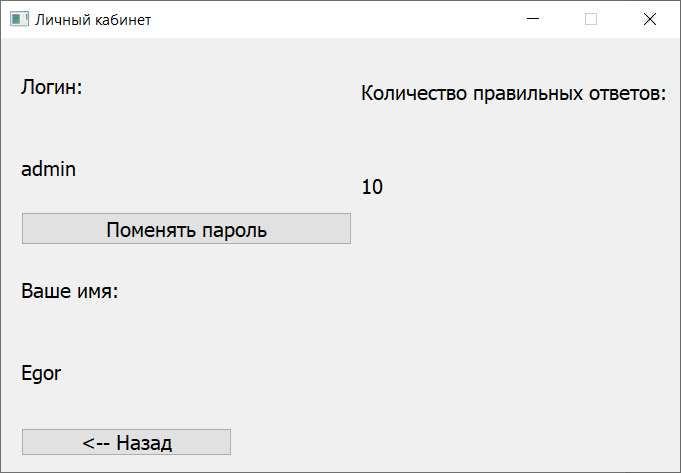 Личный кабинет
Логин:
Количество правильных ответов:
admin
10
Поменять пароль
Ваше имя:
Egor
<-- Назад